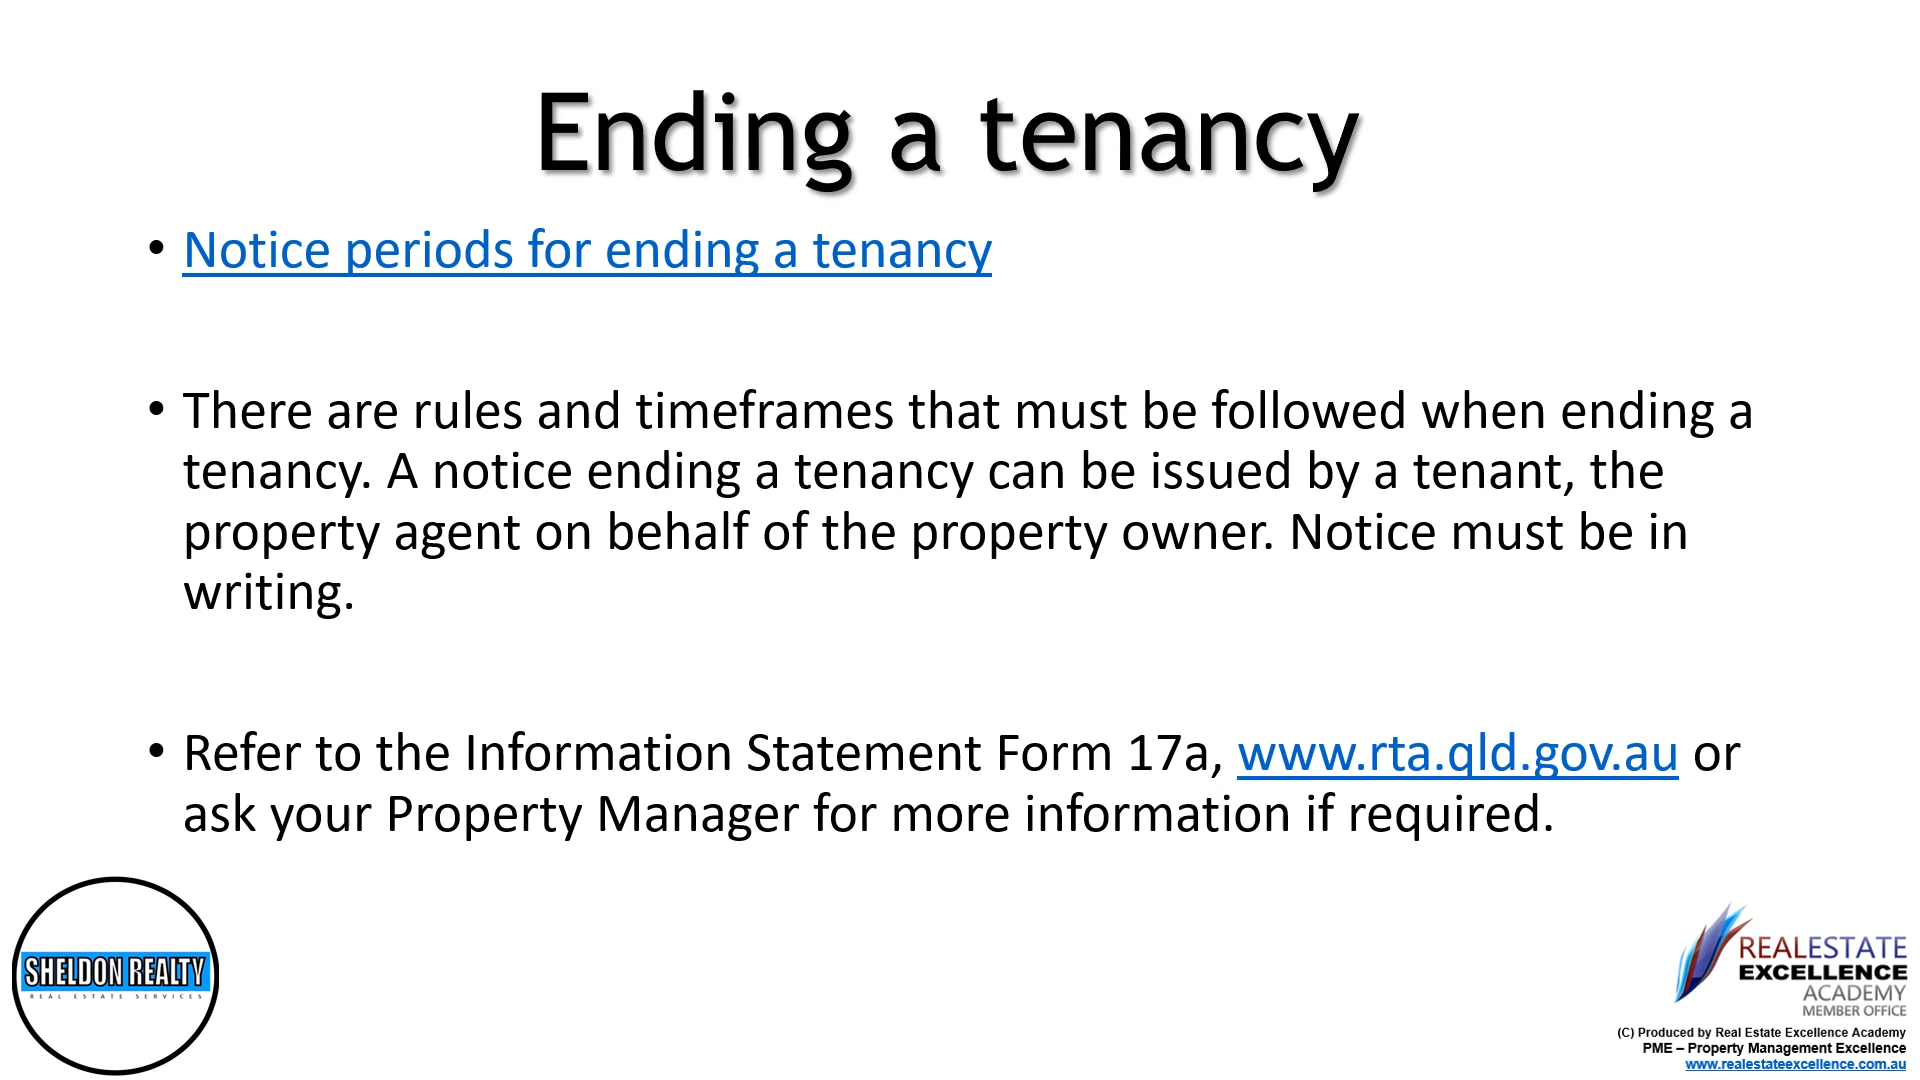 Ending a tenancy
• Notice periods for ending a tenancy
• There are rules and timeframes that must be followed when ending a
tenancy. A notice ending a tenancy can be issued by a tenant, the
property agent on behalf of the property owner. Notice must be in
writing.
• Refer to the Information Statement Form 17a, www.rta.qld.gov.au or
ask your Property Manager for more information if required.
SHELDON REALTY
REAL ESTATE SERVICES
REALESTATE
EXCELLENCE
ACADEMY
MEMBER OFFICE
(C) Produced by Real Estate Excellence Academy
PME – Property Management Excellence
www.realestateexcellence.com.au